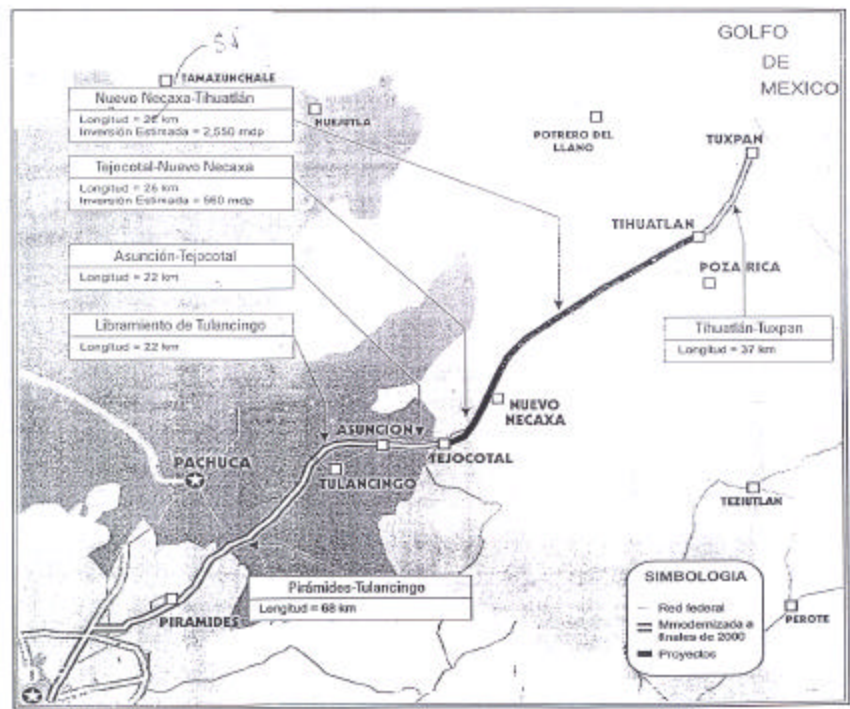 GOLFO
DE
MEXICO
TAMAZUNCHALE
Nuevo Necaxa-Tihuatlán
Longitud = km
Inversión Estimada = 2,550 mdp
HUEJUTLA
POTRERO DEL
LLANO
TUXPAN
Tejocotal-Nuevo Necaxa
Longitud = 26 km
Inversión Estimada = mdp
TIHUATLAN
Asunción-Tejocotal
Longitud = 22 km
POZA RICA
Libramiento de Tulancingo
Longitud = 22 km
Tihuatlán-Tuxpan
Longitud = 37 km
NUEVO
NECAXA
ASUNCION
TEJOCOTAL
PACHUCA
TULANCINGO
TEZIUTLAN
SIMBOLOGIA
Red federal
Mmodernizada a
finales de 2000
Proyectos
Pirámides-Tulancingo
Longitud = 68 km
PIRAMIDES
PEROTE